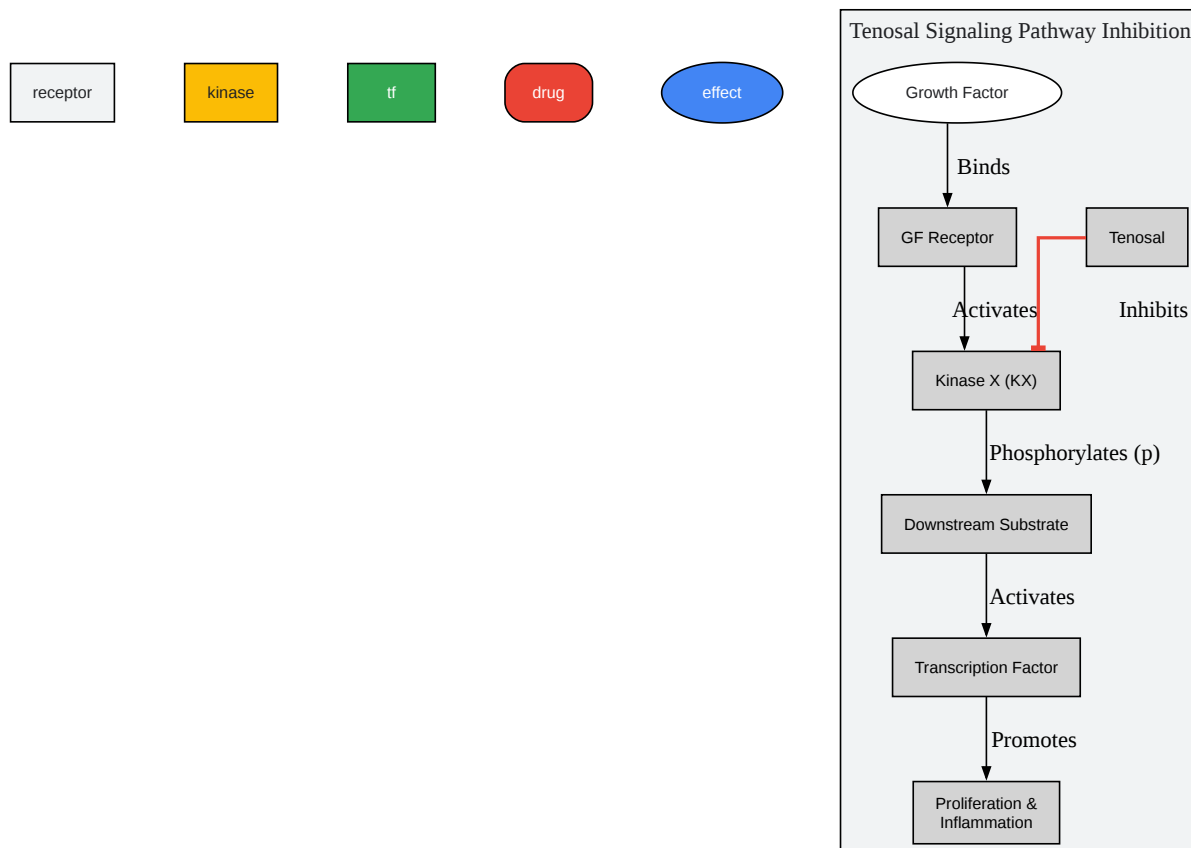 Tenosal Signaling Pathway Inhibition
receptor
kinase
tf
drug
effect
Growth Factor
Binds
GF Receptor
Tenosal
Activates
Inhibits
Kinase X (KX)
Phosphorylates (p)
Downstream Substrate
Activates
Transcription Factor
Promotes
Proliferation &
Inflammation